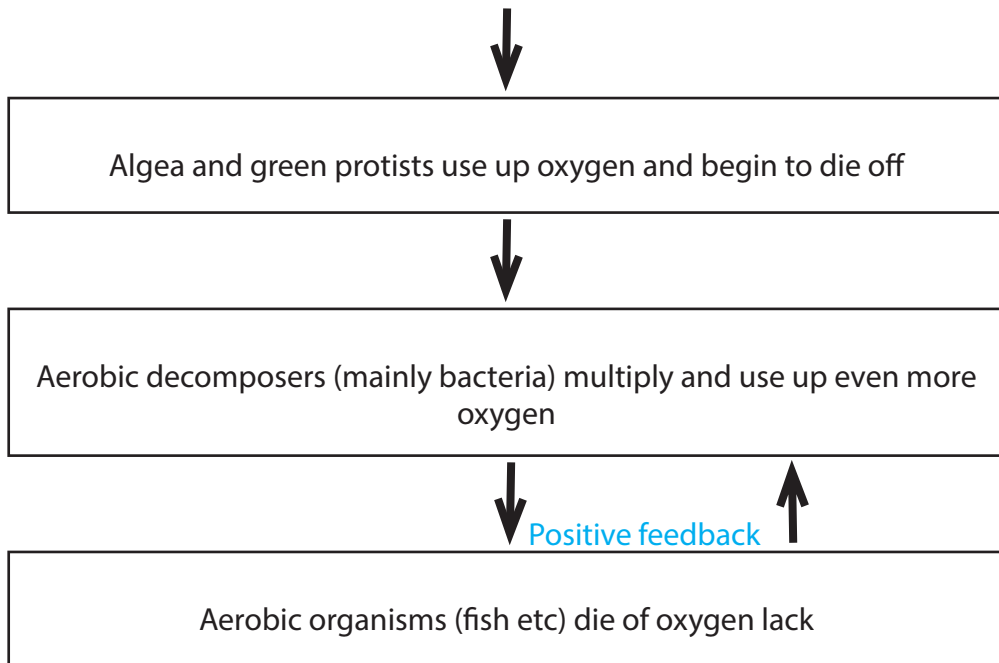 Algea and green protists use up oxygen and begin to die off
Aerobic decomposers (mainly bacteria) multiply and use up even more
oxygen
Positive feedback
Aerobic organisms (fish etc) die of oxygen lack